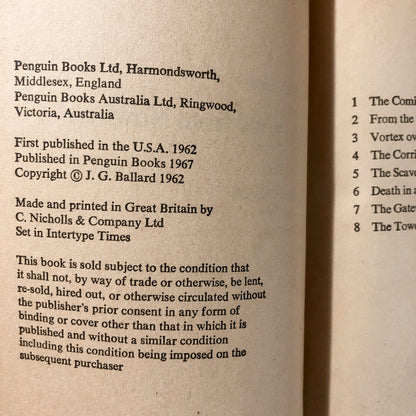 Penguin Books Ltd, Harmondsworth,
Middlesex, England
Penguin Books Australia Ltd, Ringwood,
Victoria, Australia
First published in the U.S.A. 1962
Published in Penguin Books 1967
Copyright © J. G. Ballard 1962
Made and printed in Great Britain by
C. Nicholls & Company Ltd
Set in Intertype Times
This book is sold subject to the condition that
it shall not, by way of trade or otherwise, be lent,
re-sold, hired out, or otherwise circulated without
the publisher's prior consent in any form of
binding or cover other than that in which it is
published and without a similar condition
including this condition being imposed on the
subsequent purchaser
1 The Comi
2 From the
3 Vortex ov
4 The Corri
5 The Scave
6 Death in a
7 The Gatew
8 The Towe